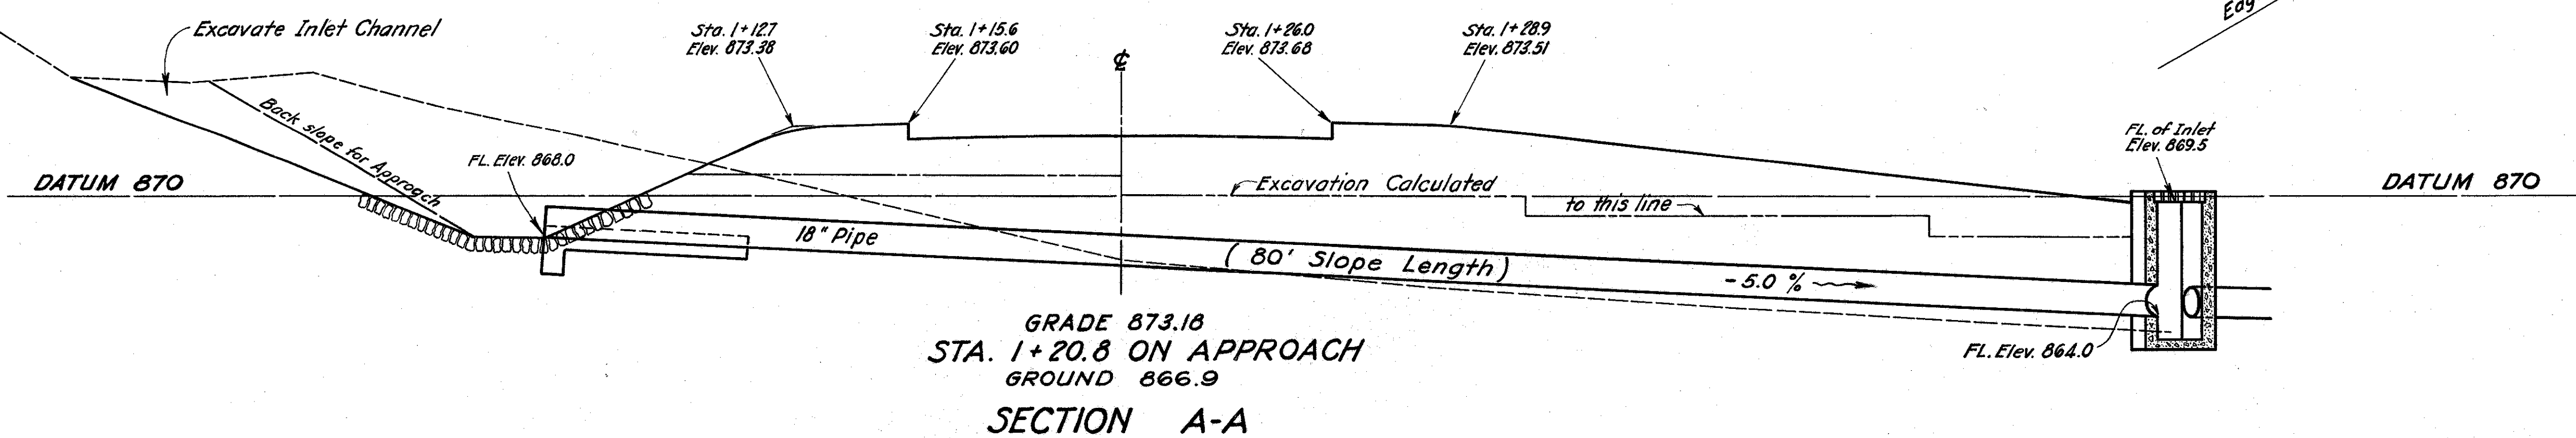 Edg
Excavate Inlet Channel
Sta. 1+12.7
Elev. 873.38
Sta. 1+15.6
Elev. 873.60
Sta. 1+26.0
Elev. 873.68
Sta. 1+28.9
Elev. 873.51
℄
Back slope for Approach
FL. Elev. 868.0
FL. of Inlet
Elev. 869.5
DATUM 870
Excavation Calculated
to this line
DATUM 870
18" Pipe
( 80' Slope Length )
-5.0 %
GRADE 873.18
STA. 1+20.8 ON APPROACH
GROUND 866.9
FL. Elev. 864.0
SECTION A-A